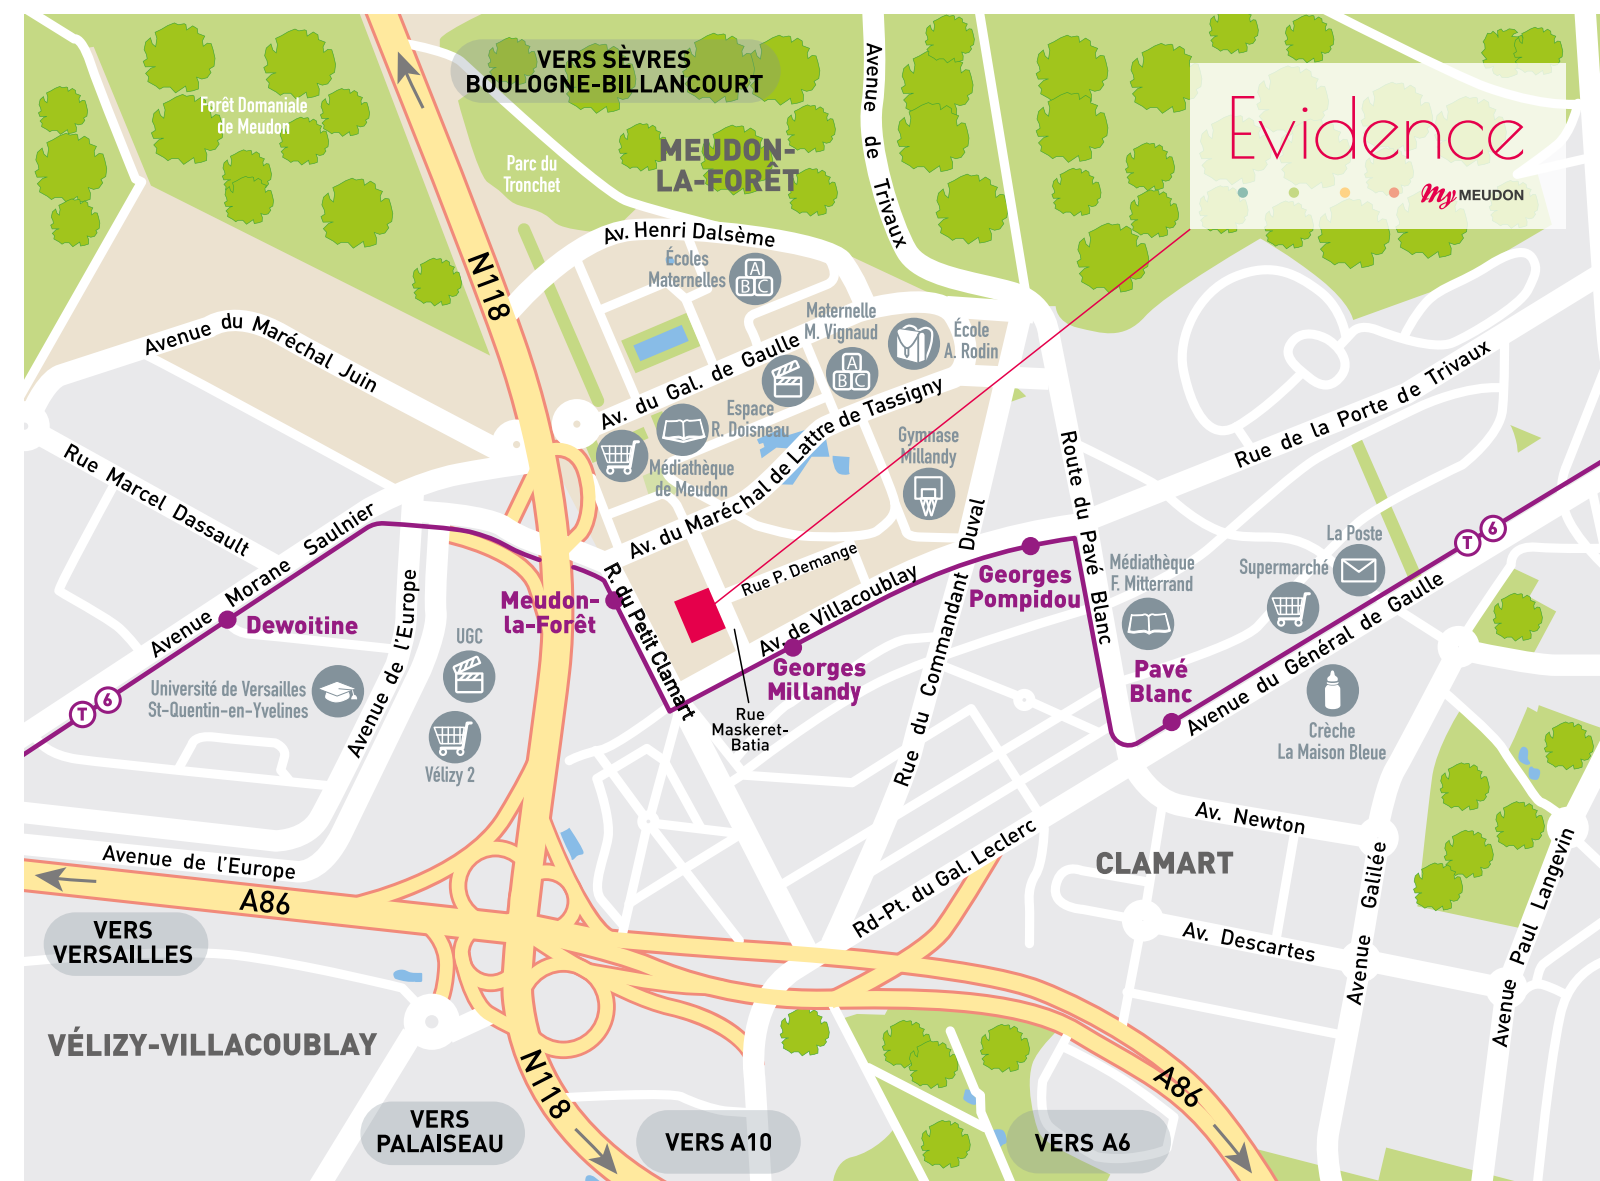 VERS SÈVRES
BOULOGNE-BILLANCOURT
Forêt Domaniale
de Meudon
Parc du
Tronchet
MEUDON-
LA-FORÊT
Avenue de Trivaux
Evidence
My MEUDON
N118
Av. Henri Dalsème
Écoles
Maternelles
A
B C
Maternelle
M. Vignaud
A
B C
École
A. Rodin
Avenue du Maréchal Juin
Av. du Gal. de Gaulle
Espace
R. Doisneau
Médiathèque
de Meudon
Av. du Maréchal de Lattre de Tassigny
Gymnase
Millandy
Rue de la Porte de Trivaux
Route du Pavé Blanc
Rue Marcel Dassault
Avenue Morane Saulnier
Rue P. Demange
Av. de Villacoublay
Rue du Commandant Duval
R. du Petit Clamart
Meudon-
la-Forêt
Dewoitine
Georges
Pompidou
Georges
Millandy
Rue
Maskeret-
Batia
Médiathèque
F. Mitterrand
La Poste
Supermarché
T 6
Pavé
Blanc
Avenue du Général de Gaulle
Crèche
La Maison Bleue
UGC
Vélizy 2
Université de Versailles
St-Quentin-en-Yvelines
T 6
Avenue de l'Europe
Avenue de l'Europe
A86
VERS
VERSAILLES
Rd-Pt. du Gal. Leclerc
Av. Newton
CLAMART
Avenue Galilée
Avenue Paul Langevin
Av. Descartes
VÉLIZY-VILLACOUBLAY
N118
A86
VERS
PALAISEAU
VERS A10
VERS A6